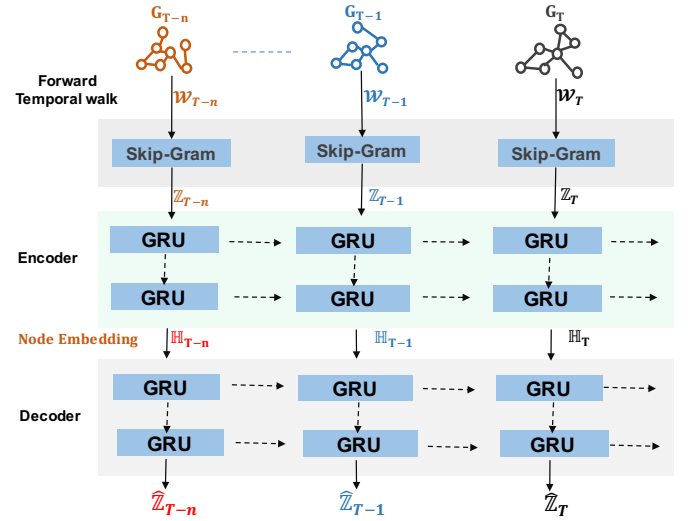 G_{T−n} G_{T−1} G_T
Forward
Temporal walk
𝒲_{T−n} 𝒲_{T−1} 𝒲_T
Skip-Gram Skip-Gram Skip-Gram
ℤ_{T−n} ℤ_{T−1} ℤ_T
GRU GRU GRU
Encoder
GRU GRU GRU
Node Embedding ℍ_{T−n} ℍ_{T−1} ℍ_T
GRU GRU GRU
Decoder
GRU GRU GRU
ℤ̂_{T−n} ℤ̂_{T−1} ℤ̂_T